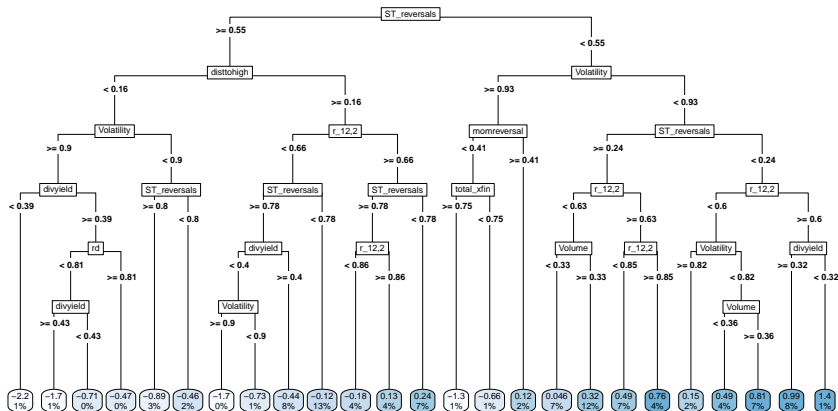 ST_reversals
>= 0.55 < 0.55
disttohigh Volatility
< 0.16 >= 0.16 >= 0.93 < 0.93
Volatility r_12,2 momreversal ST_reversals
>= 0.9 < 0.9 < 0.66 >= 0.66 < 0.41 >= 0.41 >= 0.24 < 0.24
divyield ST_reversals ST_reversals ST_reversals total_xfin r_12,2 r_12,2
< 0.39 >= 0.39 >= 0.8 < 0.8 >= 0.78 < 0.78 >= 0.78 < 0.78 >= 0.75 < 0.75 < 0.63 >= 0.63 < 0.6 >= 0.6
rd divyield r_12,2 Volume r_12,2 Volatility divyield
< 0.81 >= 0.81 < 0.4 >= 0.4 < 0.86 >= 0.86 < 0.33 >= 0.33 < 0.85 >= 0.85 >= 0.82 < 0.82 >= 0.32 < 0.32
divyield Volatility Volume
>= 0.43 < 0.43 >= 0.9 < 0.9 < 0.36 >= 0.36
−2.2 −1.7 −0.71 −0.47 −0.89 −0.46 −1.7 −0.73 −0.44 −0.12 −0.18 0.13 0.24 −1.3 −0.66 0.12 0.046 0.32 0.49 0.76 0.15 0.49 0.81 0.99 1.4
1% 1% 0% 0% 3% 2% 0% 1% 8% 13% 4% 4% 7% 1% 1% 2% 7% 12% 7% 4% 2% 4% 7% 8% 1%